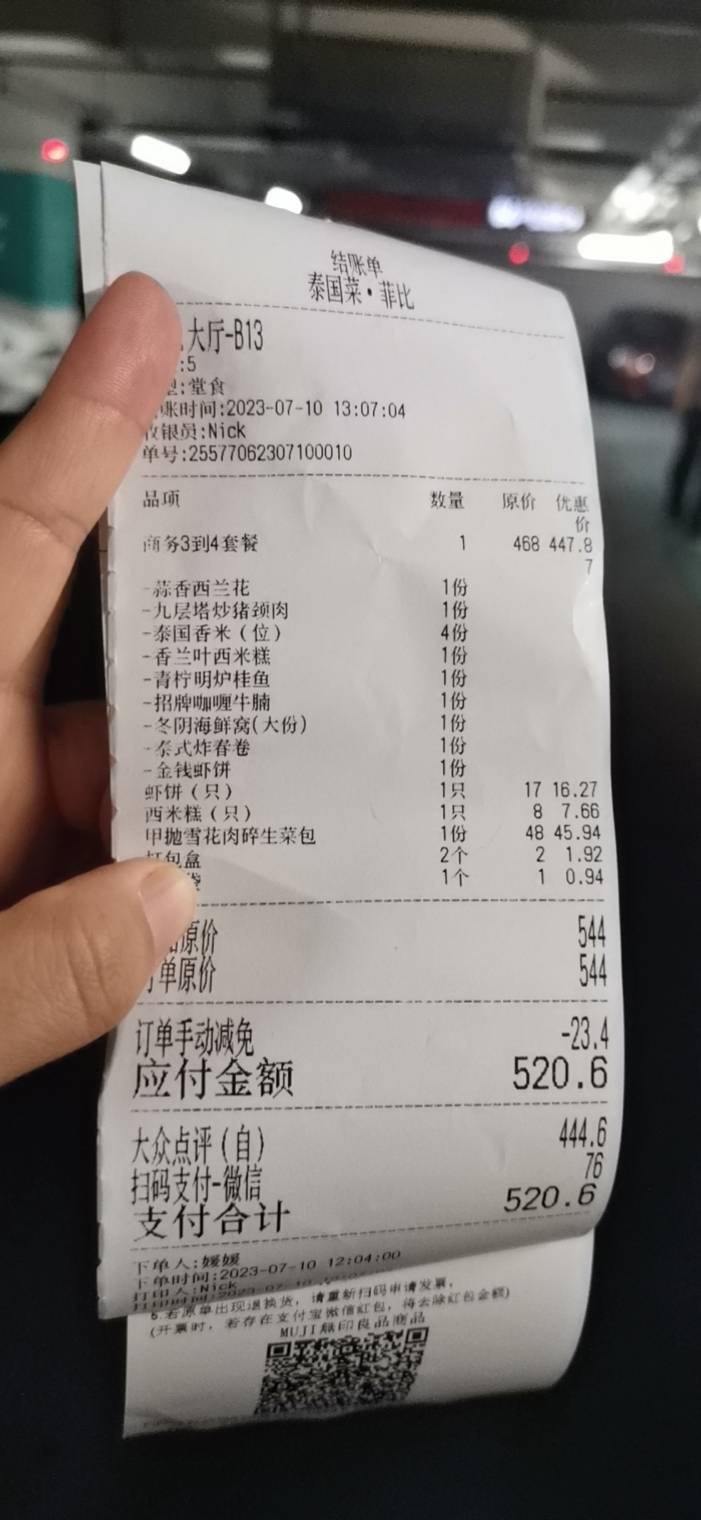 结账单
泰国菜·菲比
大厅-B13
:5
型:堂食
账时间:2023-07-10 13:07:04
收银员:Nick
单号:25577062307100010
品项 数量 原价 优惠价
商务3到4套餐 1 468 447.87
-蒜香西兰花 1份
-九层塔炒猪颈肉 1份
-泰国香米(位) 4份
-香兰叶西米糕 1份
-青柠明炉桂鱼 1份
-招牌咖喱牛腩 1份
-冬阴海鲜窝(大份) 1份
-泰式炸春卷 1份
-金钱虾饼 1份
虾饼(只) 1只 17 16.27
西米糕(只) 1只 8 7.66
甲抛雪花肉碎生菜包 1份 48 45.94
打包盒 2个 2 1.92
袋 1个 1 0.94
原价 544
订单原价 544
订单手动减免 -23.4
应付金额 520.6
大众点评(自) 444.6
扫码支付-微信 76
支付合计 520.6
下单人:媛媛
下单时间:2023-07-10 12:04:00
打印人:Nick
打印时间:2023-07-10
6.若原单出现退换货，请重新扫码申请发票。
(开票时，若存在支付宝微信红包，将去除红包金额)
MUJI無印良品商品